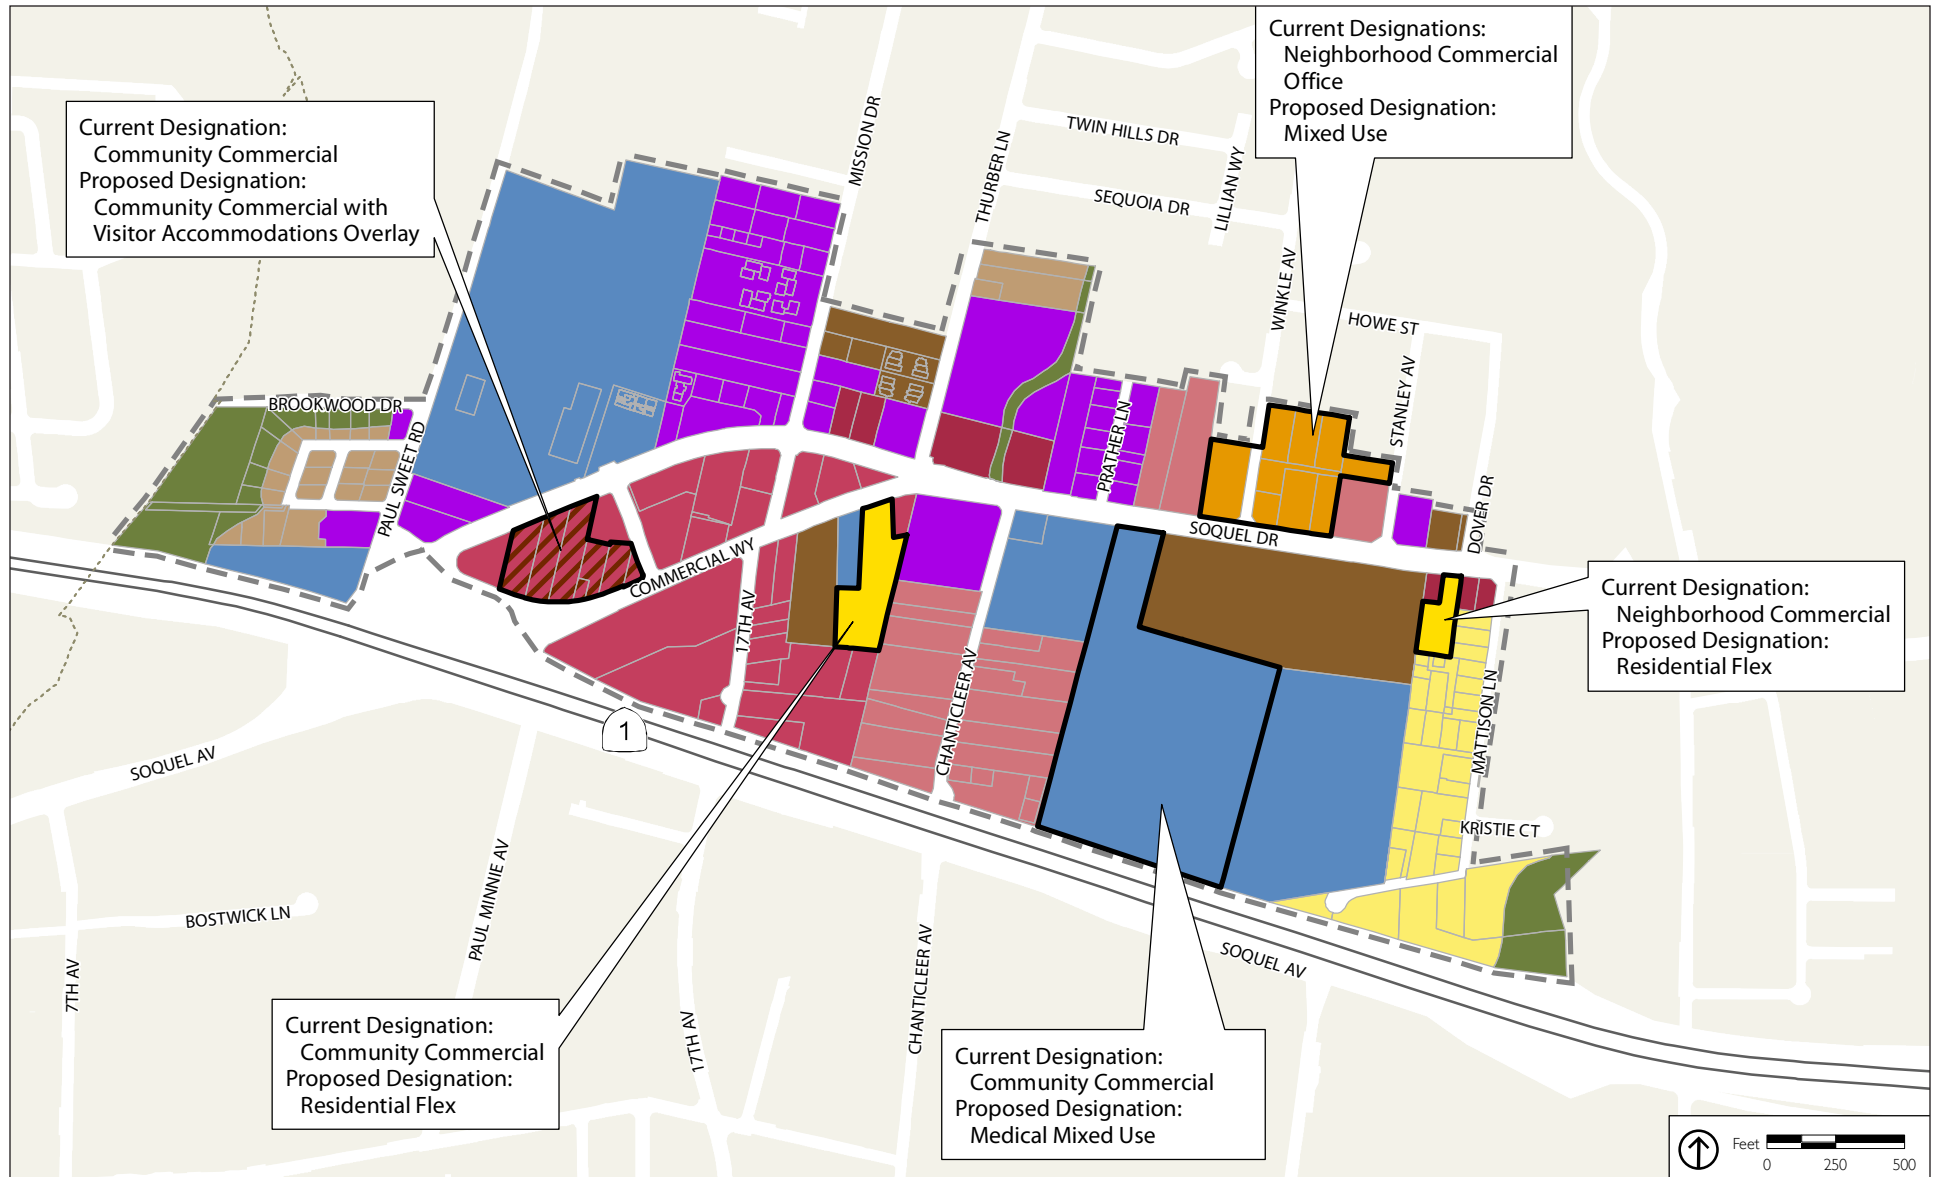 Current Designations:
Neighborhood Commercial
Office
Proposed Designation:
Mixed Use
Current Designation:
Community Commercial
Proposed Designation:
Community Commercial with
Visitor Accommodations Overlay
MISSION DR
THURBER LN
TWIN HILLS DR
SEQUOIA DR
LILLIAN WY
WINKLE AV
HOWE ST
STANLEY AV
BROOKWOOD DR
PAUL SWEET RD
PRATHER LN
DOVER DR
SOQUEL DR
COMMERCIAL WY
17TH AV
CHANTICLEER AV
MATTISON LN
Current Designation:
Neighborhood Commercial
Proposed Designation:
Residential Flex
1
SOQUEL AV
KRISTIE CT
PAUL MINNIE AV
BOSTWICK LN
7TH AV
17TH AV
CHANTICLEER AV
SOQUEL AV
Current Designation:
Community Commercial
Proposed Designation:
Residential Flex
Current Designation:
Community Commercial
Proposed Designation:
Medical Mixed Use
Feet
0 250 500